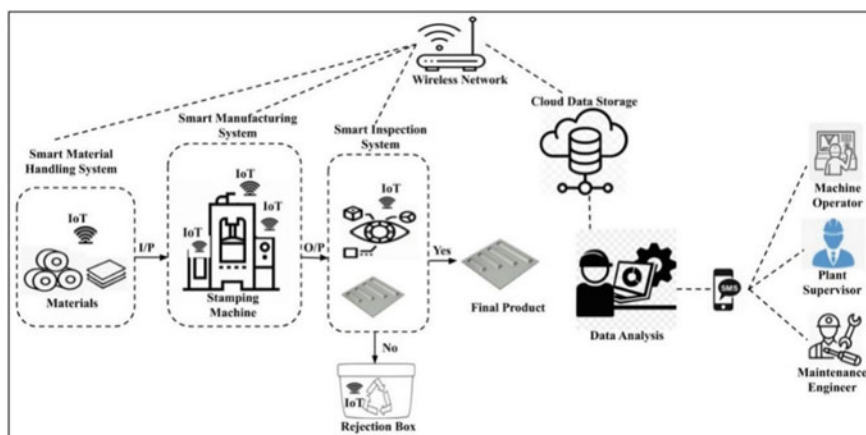 Wireless Network
Cloud Data Storage
Smart Manufacturing
System
Smart Inspection
System
Smart Material
Handling System
IoT
IoT
IoT
IoT
IoT
I/P
O/P
Yes
Materials
Stamping
Machine
Final Product
Data Analysis
SMS
Machine
Operator
Plant
Supervisor
Maintenance
Engineer
No
IoT
Rejection Box